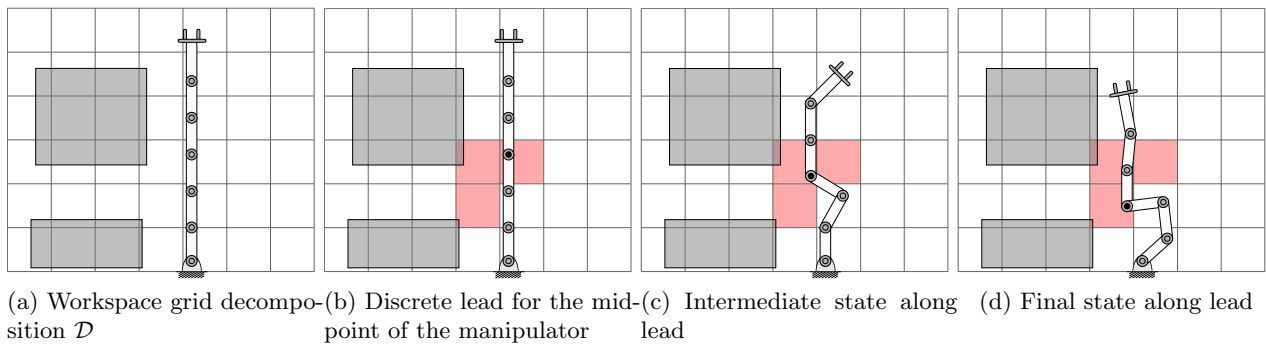 (a) Workspace grid decompo-
sition 𝒟
(b) Discrete lead for the mid-
point of the manipulator
(c) Intermediate state along
lead
(d) Final state along lead